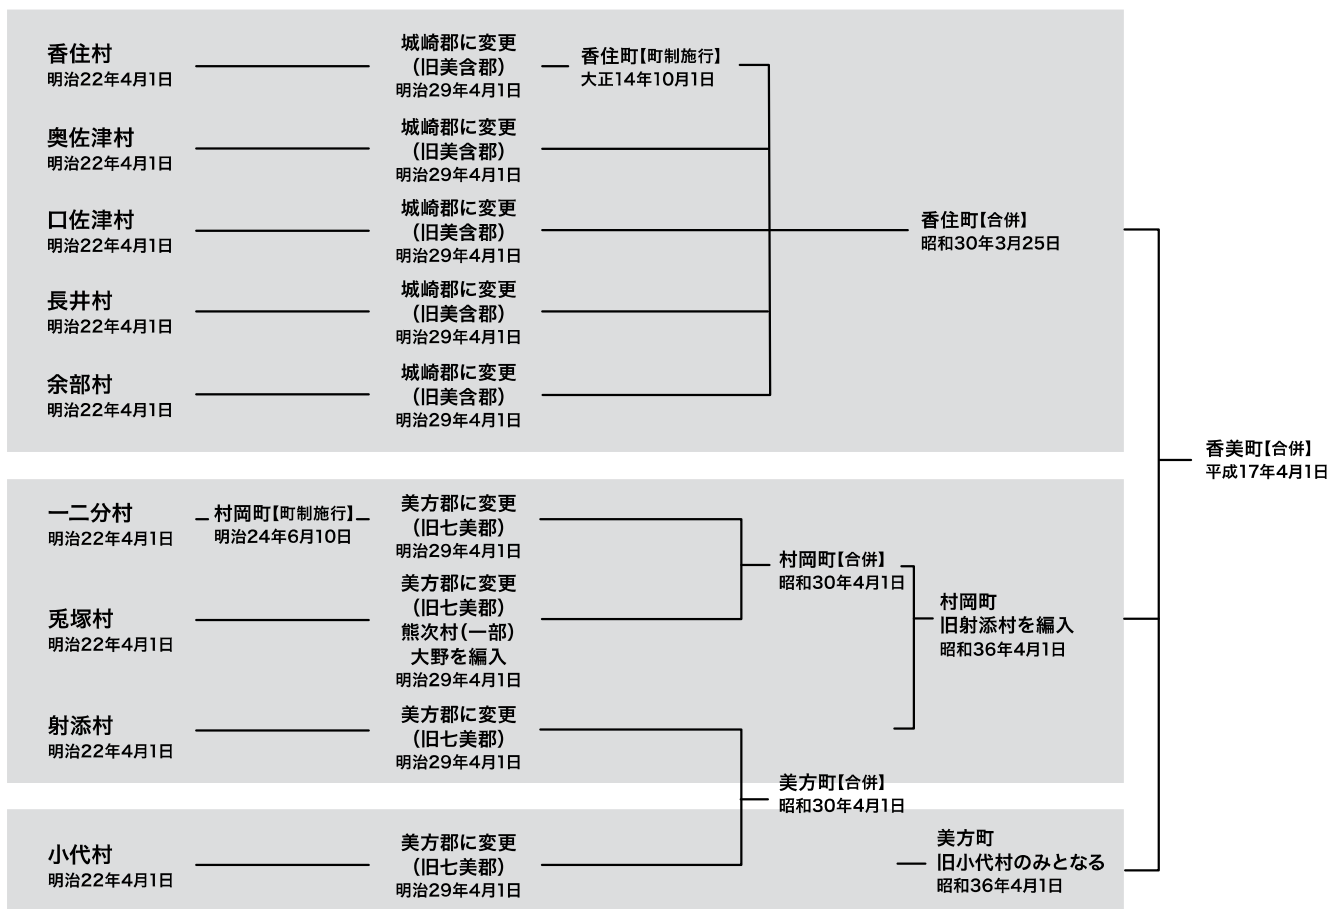 香住村
明治22年4月1日
城崎郡に変更
（旧美含郡）
明治29年4月1日
香住町【町制施行】
大正14年10月1日
奥佐津村
明治22年4月1日
城崎郡に変更
（旧美含郡）
明治29年4月1日
口佐津村
明治22年4月1日
城崎郡に変更
（旧美含郡）
明治29年4月1日
香住町【合併】
昭和30年3月25日
長井村
明治22年4月1日
城崎郡に変更
（旧美含郡）
明治29年4月1日
余部村
明治22年4月1日
城崎郡に変更
（旧美含郡）
明治29年4月1日
香美町【合併】
平成17年4月1日
一二分村
明治22年4月1日
村岡町【町制施行】
明治24年6月10日
美方郡に変更
（旧七美郡）
明治29年4月1日
村岡町【合併】
昭和30年4月1日
兎塚村
明治22年4月1日
美方郡に変更
（旧七美郡）
熊次村（一部）
大野を編入
明治29年4月1日
村岡町
旧射添村を編入
昭和36年4月1日
射添村
明治22年4月1日
美方郡に変更
（旧七美郡）
明治29年4月1日
美方町【合併】
昭和30年4月1日
小代村
明治22年4月1日
美方郡に変更
（旧七美郡）
明治29年4月1日
美方町
旧小代村のみとなる
昭和36年4月1日